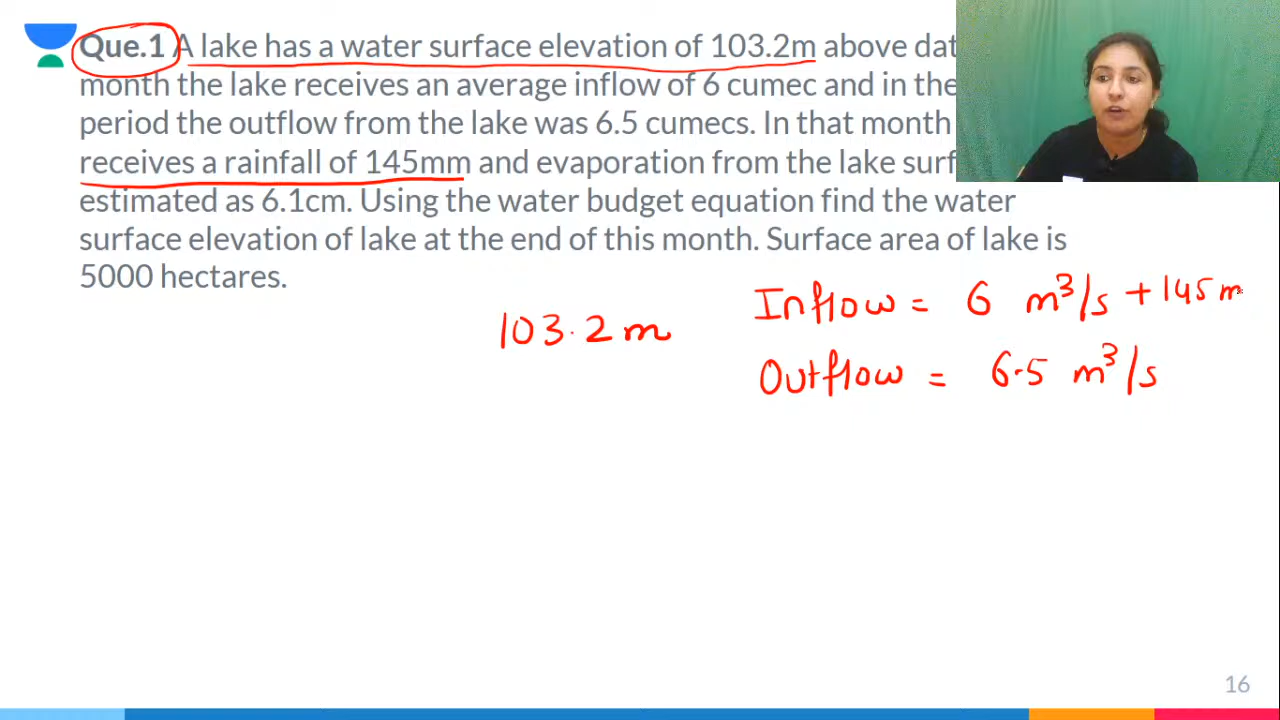 Que.1 A lake has a water surface elevation of 103.2m above
month the lake receives an average inflow of 6 cumec and in the
period the outflow from the lake was 6.5 cumecs. In that month
receives a rainfall of 145mm and evaporation from the lake
estimated as 6.1cm. Using the water budget equation find the water
surface elevation of lake at the end of this month. Surface area of lake is
5000 hectares.
Inflow = 6 m³/s + 145 m
103.2 m
Outflow = 6.5 m³/s
16